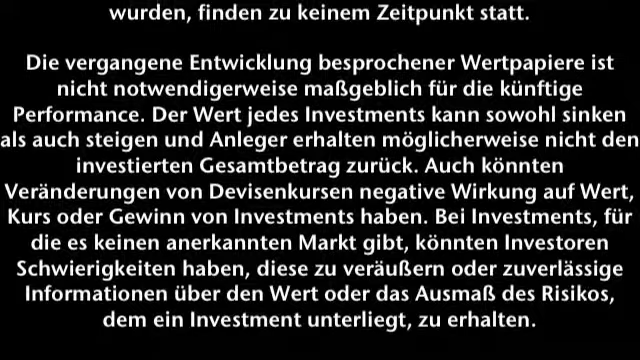 wurden, finden zu keinem Zeitpunkt statt.
Die vergangene Entwicklung besprochener Wertpapiere ist
nicht notwendigerweise maßgeblich für die künftige
Performance. Der Wert jedes Investments kann sowohl sinken
als auch steigen und Anleger erhalten möglicherweise nicht den
investierten Gesamtbetrag zurück. Auch könnten
Veränderungen von Devisenkursen negative Wirkung auf Wert,
Kurs oder Gewinn von Investments haben. Bei Investments, für
die es keinen anerkannten Markt gibt, könnten Investoren
Schwierigkeiten haben, diese zu veräußern oder zuverlässige
Informationen über den Wert oder das Ausmaß des Risikos,
dem ein Investment unterliegt, zu erhalten.